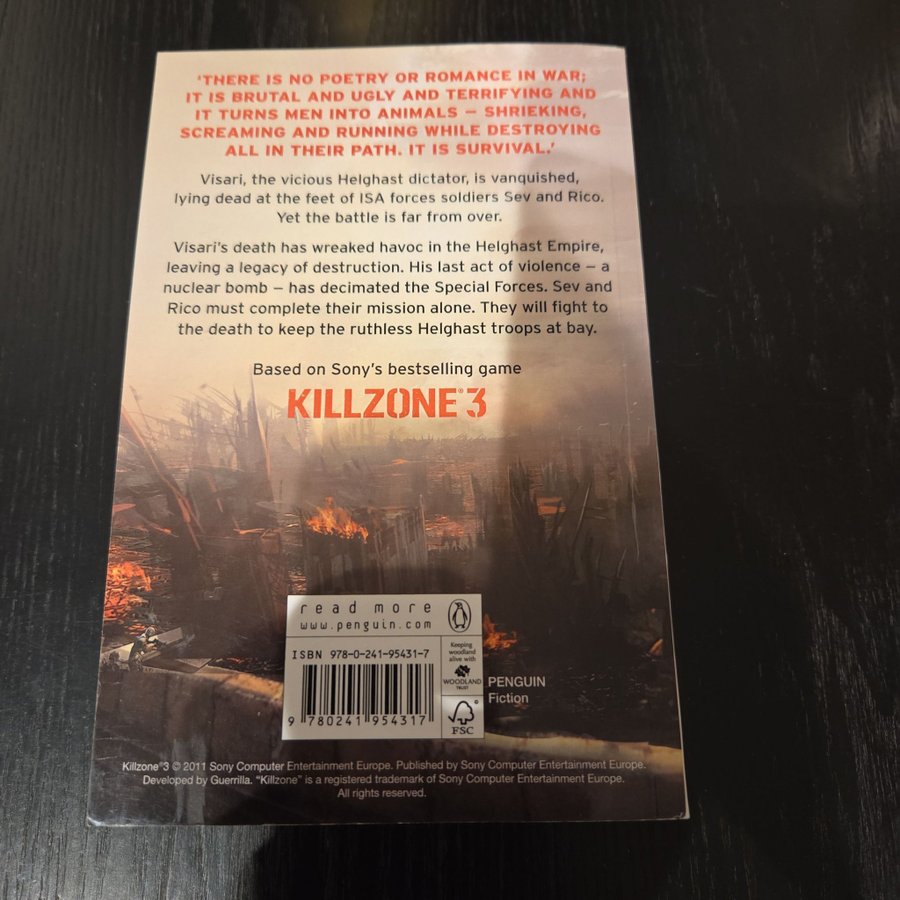 'THERE IS NO POETRY OR ROMANCE IN WAR;
IT IS BRUTAL AND UGLY AND TERRIFYING AND
IT TURNS MEN INTO ANIMALS – SHRIEKING,
SCREAMING AND RUNNING WHILE DESTROYING
ALL IN THEIR PATH. IT IS SURVIVAL.'
Visari, the vicious Helghast dictator, is vanquished,
lying dead at the feet of ISA forces soldiers Sev and Rico.
Yet the battle is far from over.
Visari's death has wreaked havoc in the Helghast Empire,
leaving a legacy of destruction. His last act of violence – a
nuclear bomb – has decimated the Special Forces. Sev and
Rico must complete their mission alone. They will fight to
the death to keep the ruthless Helghast troops at bay.
Based on Sony's bestselling game
KILLZONE® 3
read more
www.penguin.com
ISBN 978-0-241-95431-7
Keeping
woodland
alive with
WOODLAND
TRUST
9 780241 954317
FSC®
PENGUIN
Fiction
Killzone®3 © 2011 Sony Computer Entertainment Europe. Published by Sony Computer Entertainment Europe.
Developed by Guerrilla. "Killzone" is a registered trademark of Sony Computer Entertainment Europe.
All rights reserved.